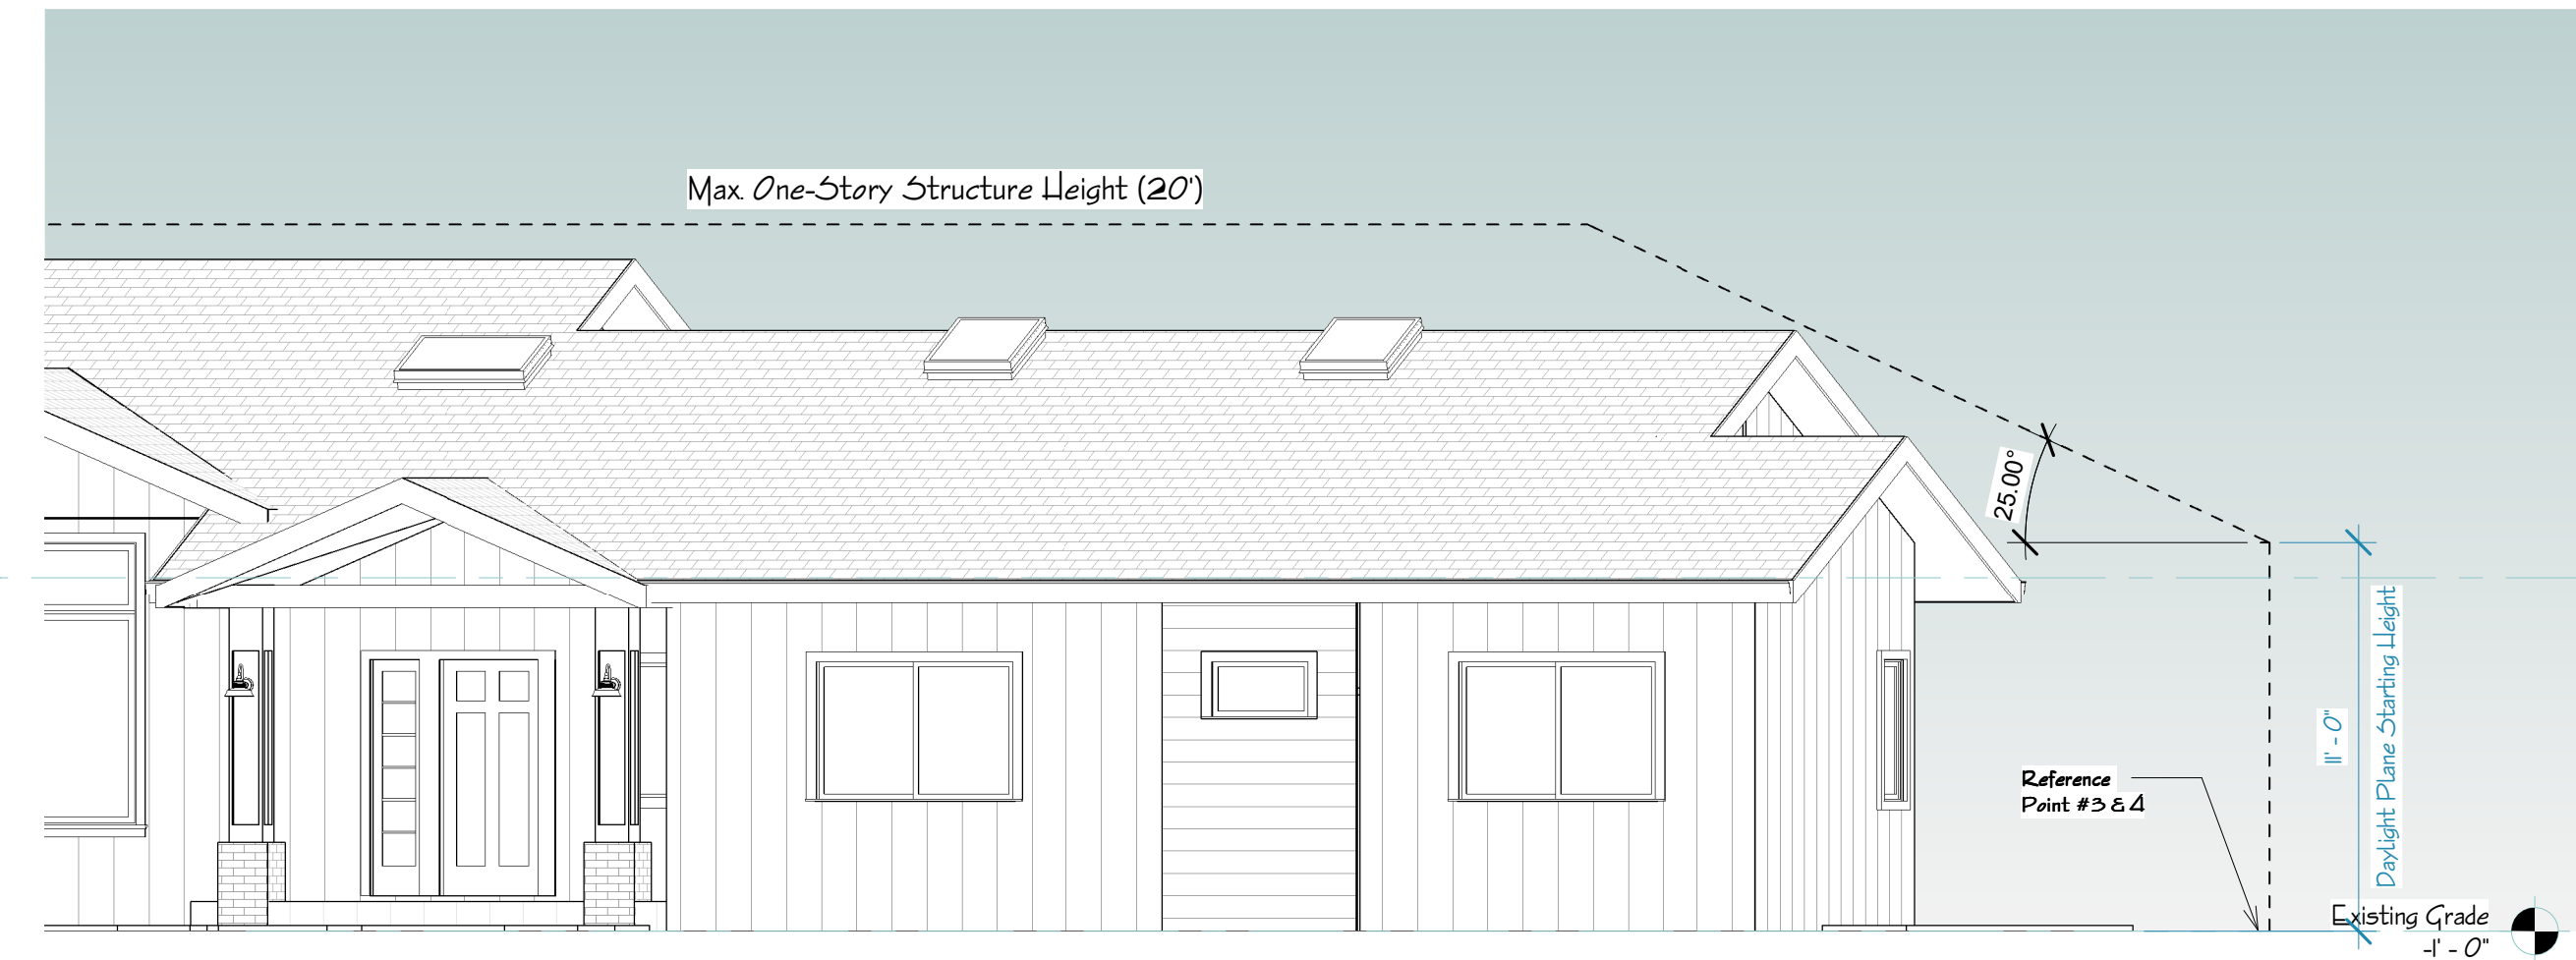 Max. One-Story Structure Height (20')
25.00°
11' - 0"
Daylight Plane Starting Height
Reference
Point #3 & 4
Existing Grade
-1' - 0"